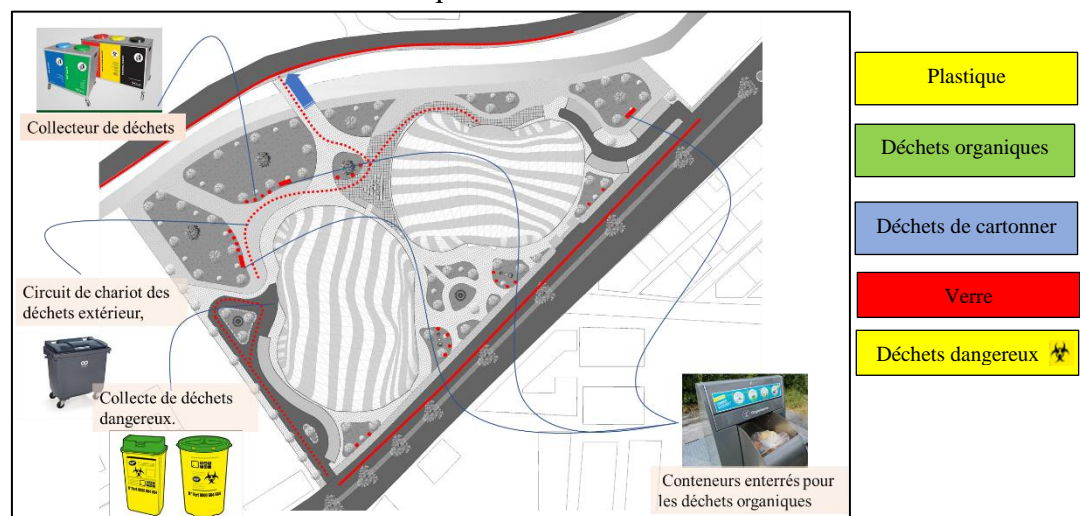 Collecteur de déchets
Circuit de chariot des
déchets extérieur,
Collecte de déchets
dangereux.
Conteneurs enterrés pour
les déchets organiques
Plastique
Déchets organiques
Déchets de cartonner
Verre
Déchets dangereux